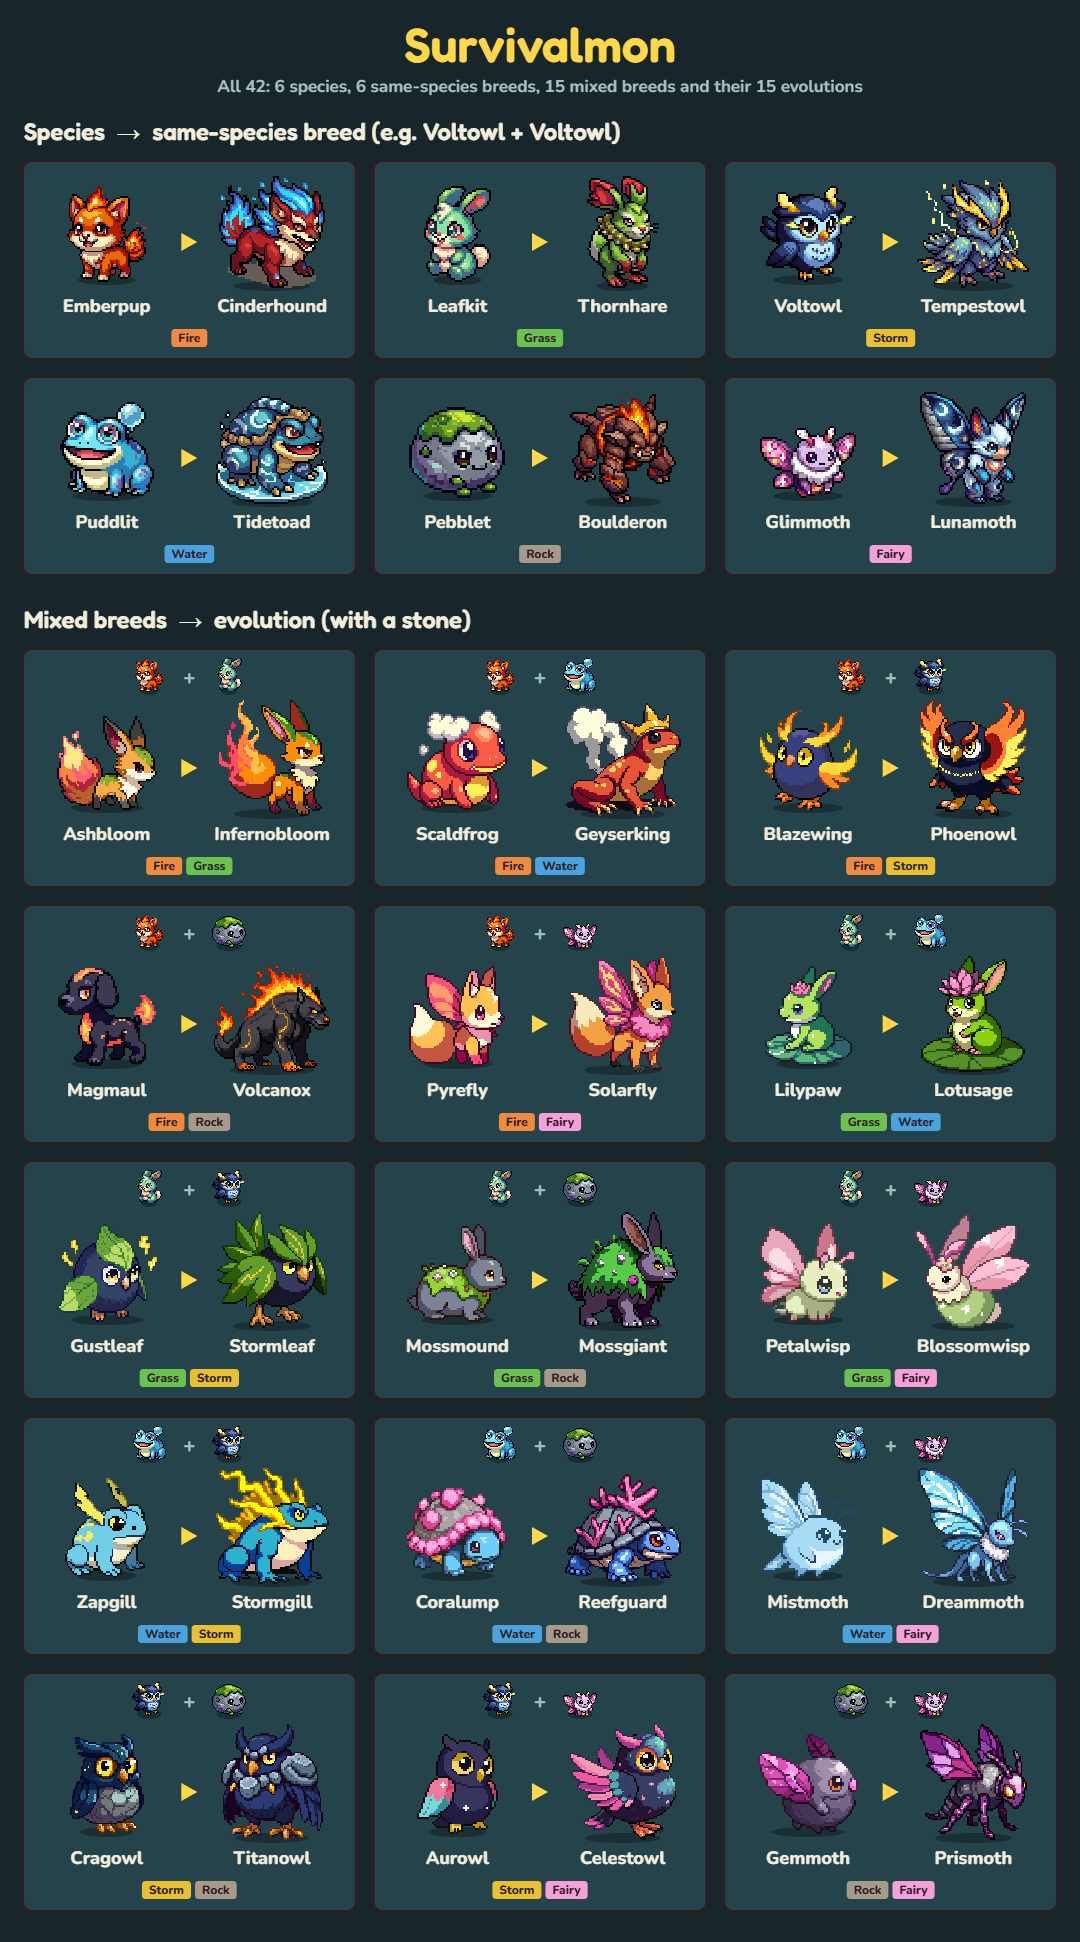 Survivalmon
All 42: 6 species, 6 same-species breeds, 15 mixed breeds and their 15 evolutions
Species → same-species breed (e.g. Voltowl + Voltowl)
Emberpup Cinderhound
Fire
Leafkit Thornhare
Grass
Voltowl Tempestowl
Storm
Puddlit Tidetoad
Water
Pebblet Boulderon
Rock
Glimmoth Lunamoth
Fairy
Mixed breeds → evolution (with a stone)
+
Ashbloom Infernobloom
Fire Grass
+
Scaldfrog Geyserking
Fire Water
+
Blazewing Phoenowl
Fire Storm
+
Magmaul Volcanox
Fire Rock
+
Pyrefly Solarfly
Fire Fairy
+
Lilypaw Lotusage
Grass Water
+
Gustleaf Stormleaf
Grass Storm
+
Mossmound Mossgiant
Grass Rock
+
Petalwisp Blossomwisp
Grass Fairy
+
Zapgill Stormgill
Water Storm
+
Coralump Reefguard
Water Rock
+
Mistmoth Dreammoth
Water Fairy
+
Cragowl Titanowl
Storm Rock
+
Aurowl Celestowl
Storm Fairy
+
Gemmoth Prismoth
Rock Fairy